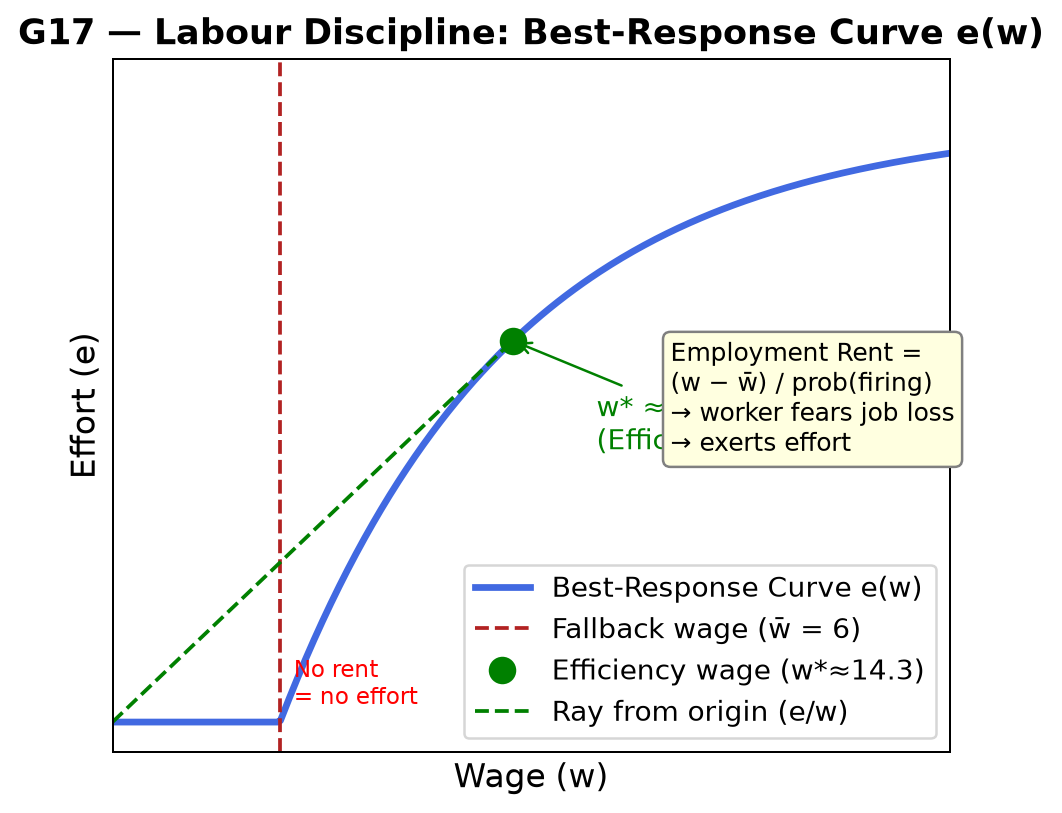 G17 — Labour Discipline: Best-Response Curve e(w)
Effort (e)
Employment Rent =
(w − w̄) / prob(firing)
→ worker fears job loss
→ exerts effort
w* ≈
No rent
= no effort
Best-Response Curve e(w)
Fallback wage (w̄ = 6)
Efficiency wage (w*≈14.3)
Ray from origin (e/w)
Wage (w)